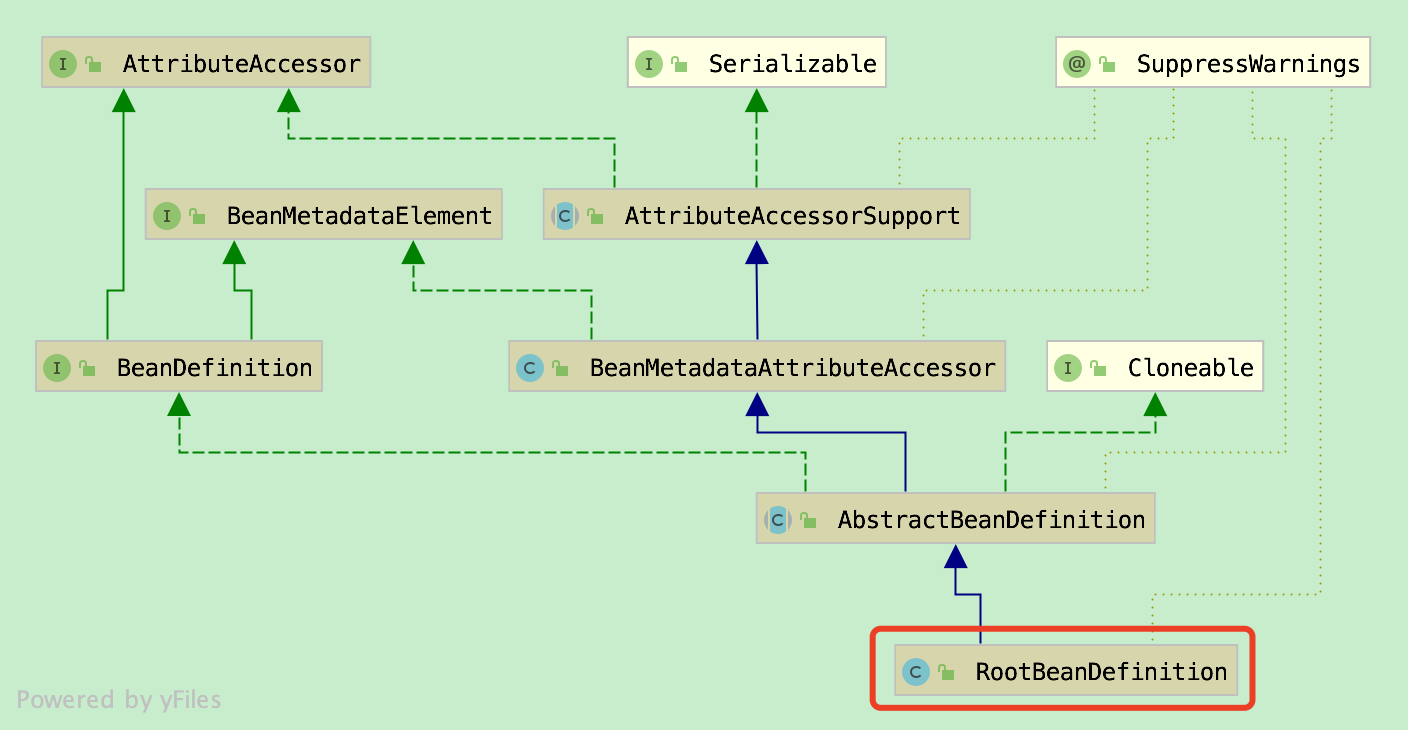 I AttributeAccessor
I Serializable
@ SuppressWarnings
I BeanMetadataElement
C AttributeAccessorSupport
I BeanDefinition
C BeanMetadataAttributeAccessor
I Cloneable
C AbstractBeanDefinition
C RootBeanDefinition
Powered by yFiles